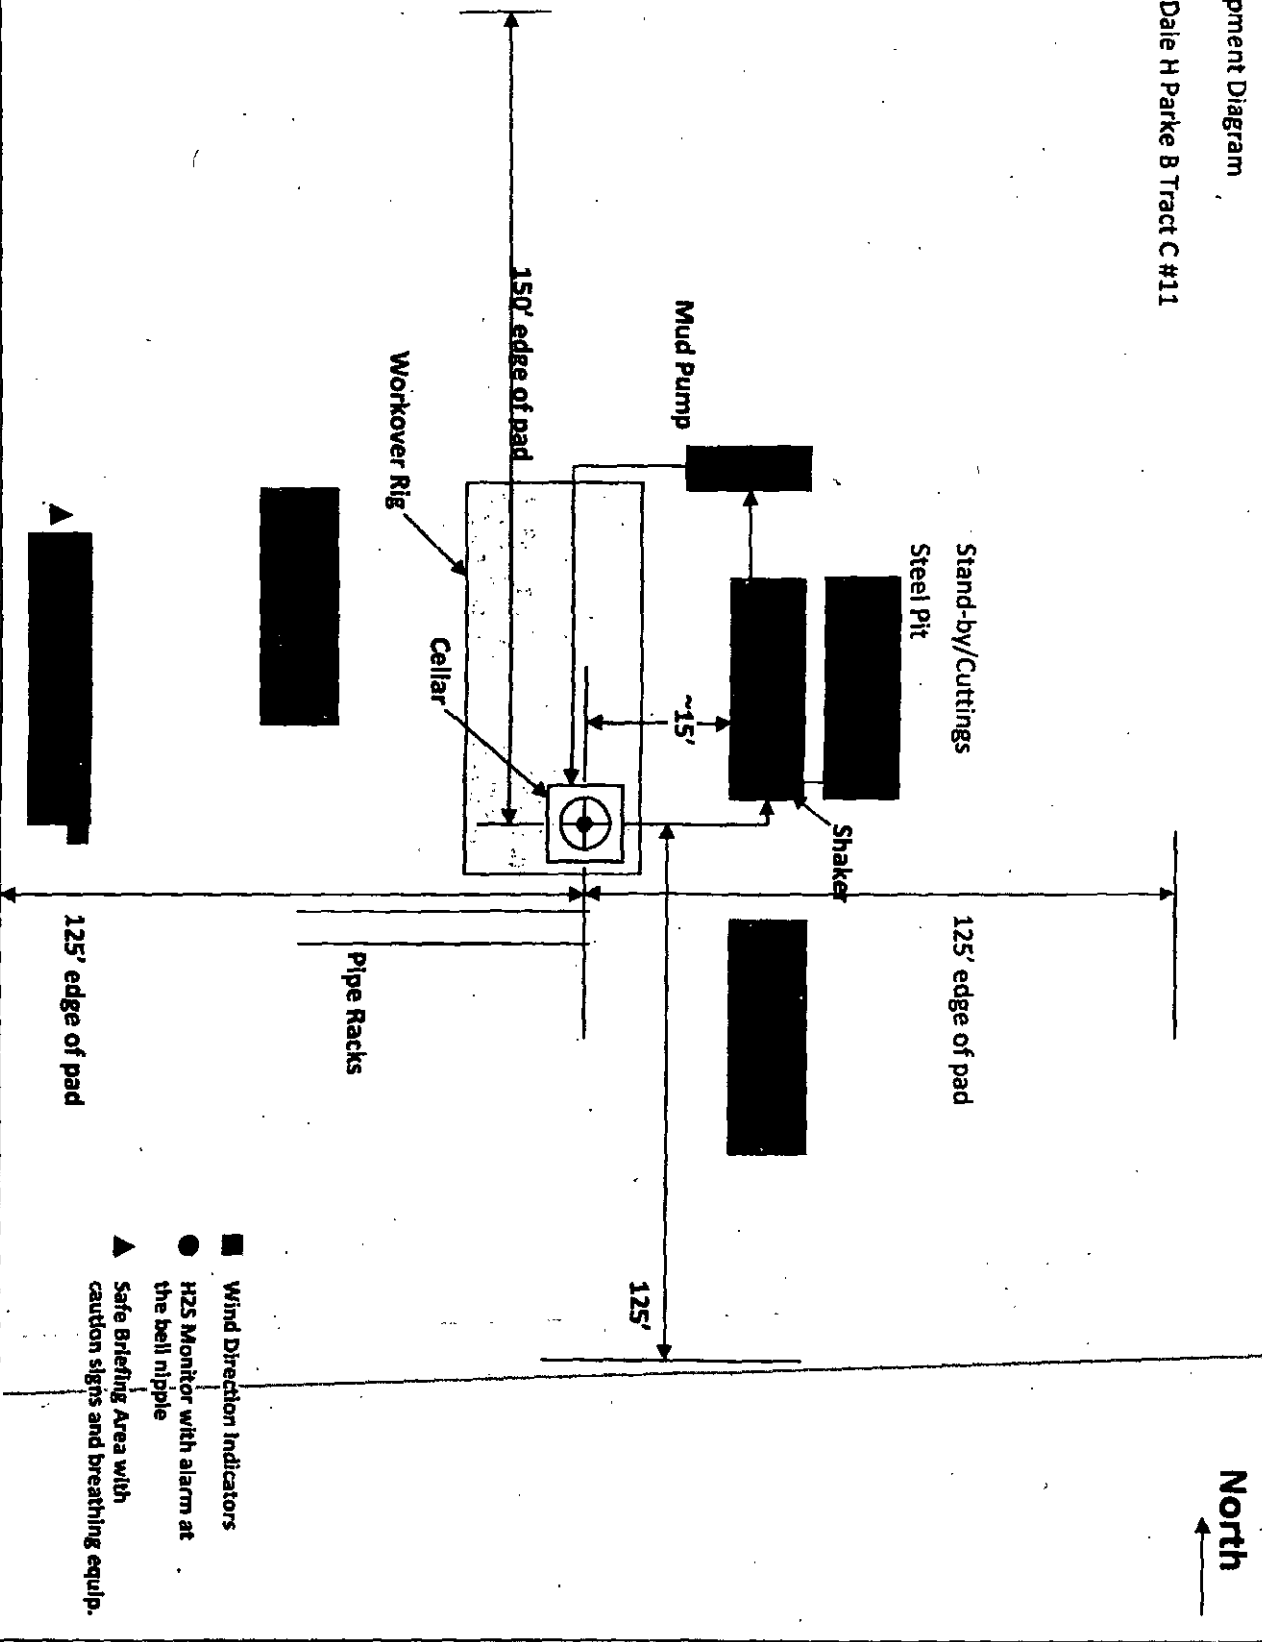 pment Diagram
Dale H Parke B Tract C #11
North
Stand-by/Cuttings
Steel Pit
125' edge of pad
Shaker
Mud Pump
~15'
125'
150' edge of pad
Cellar
Workover Rig
Pipe Racks
Wind Direction Indicators
H2S Monitor with alarm at
the bell nipple
Safe Briefing Area with
caution signs and breathing equip.
125' edge of pad